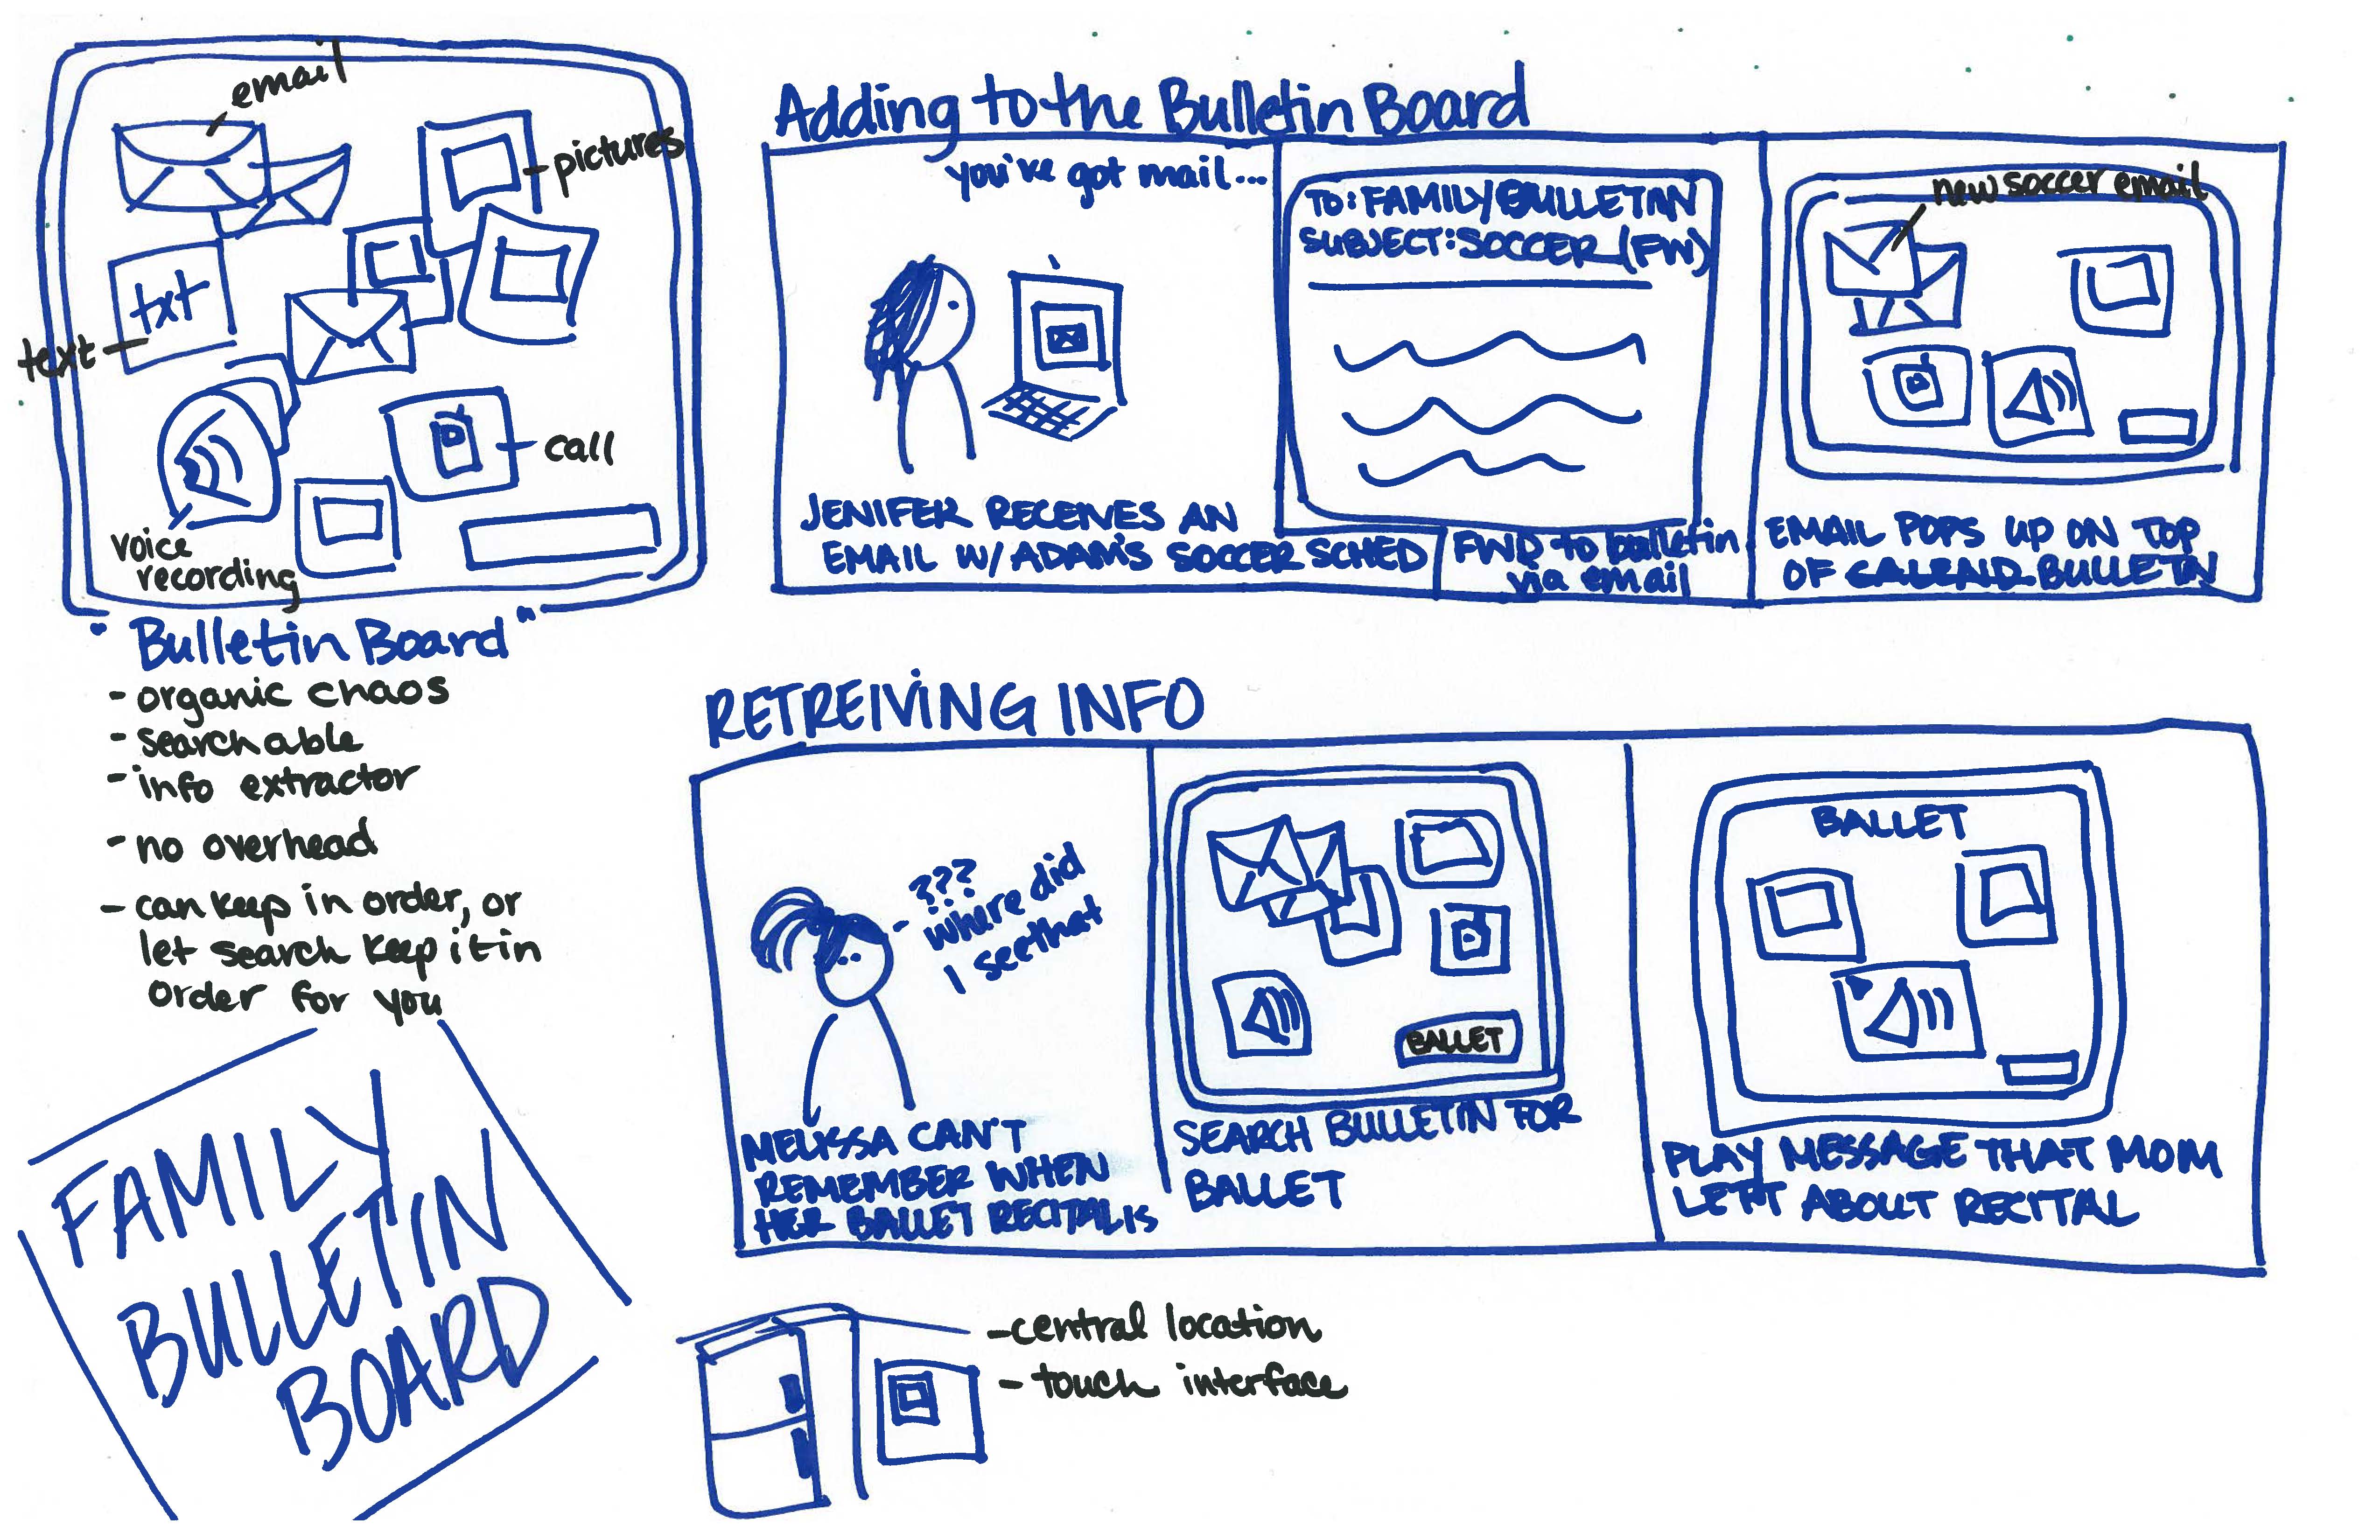 email
pictures
txt
text
call
voice
recording
"Bulletin Board"
- organic chaos
- searchable
- info extractor
- no overhead
- can keep in order, or
let search keep it in
order for you
FAMILY
BULLETIN
BOARD
Adding to the Bulletin Board
you've got mail...
JENIFER RECEIVES AN
EMAIL W/ ADAM'S SOCCER SCHED
TO: FAMILY BULLETIN
SUBJECT: SOCCER (FW)
FWD to bulletin
via email
new soccer email
EMAIL POPS UP ON TOP
OF CALEND. BULLETIN
RETREIVING INFO
???
where did
I see that
MELISSA CAN'T
REMEMBER WHEN
HER BALLET RECITAL IS
BALLET
SEARCH BULLETIN FOR
BALLET
BALLET
PLAY MESSAGE THAT MOM
LEFT ABOUT RECITAL
- central location
- touch interface